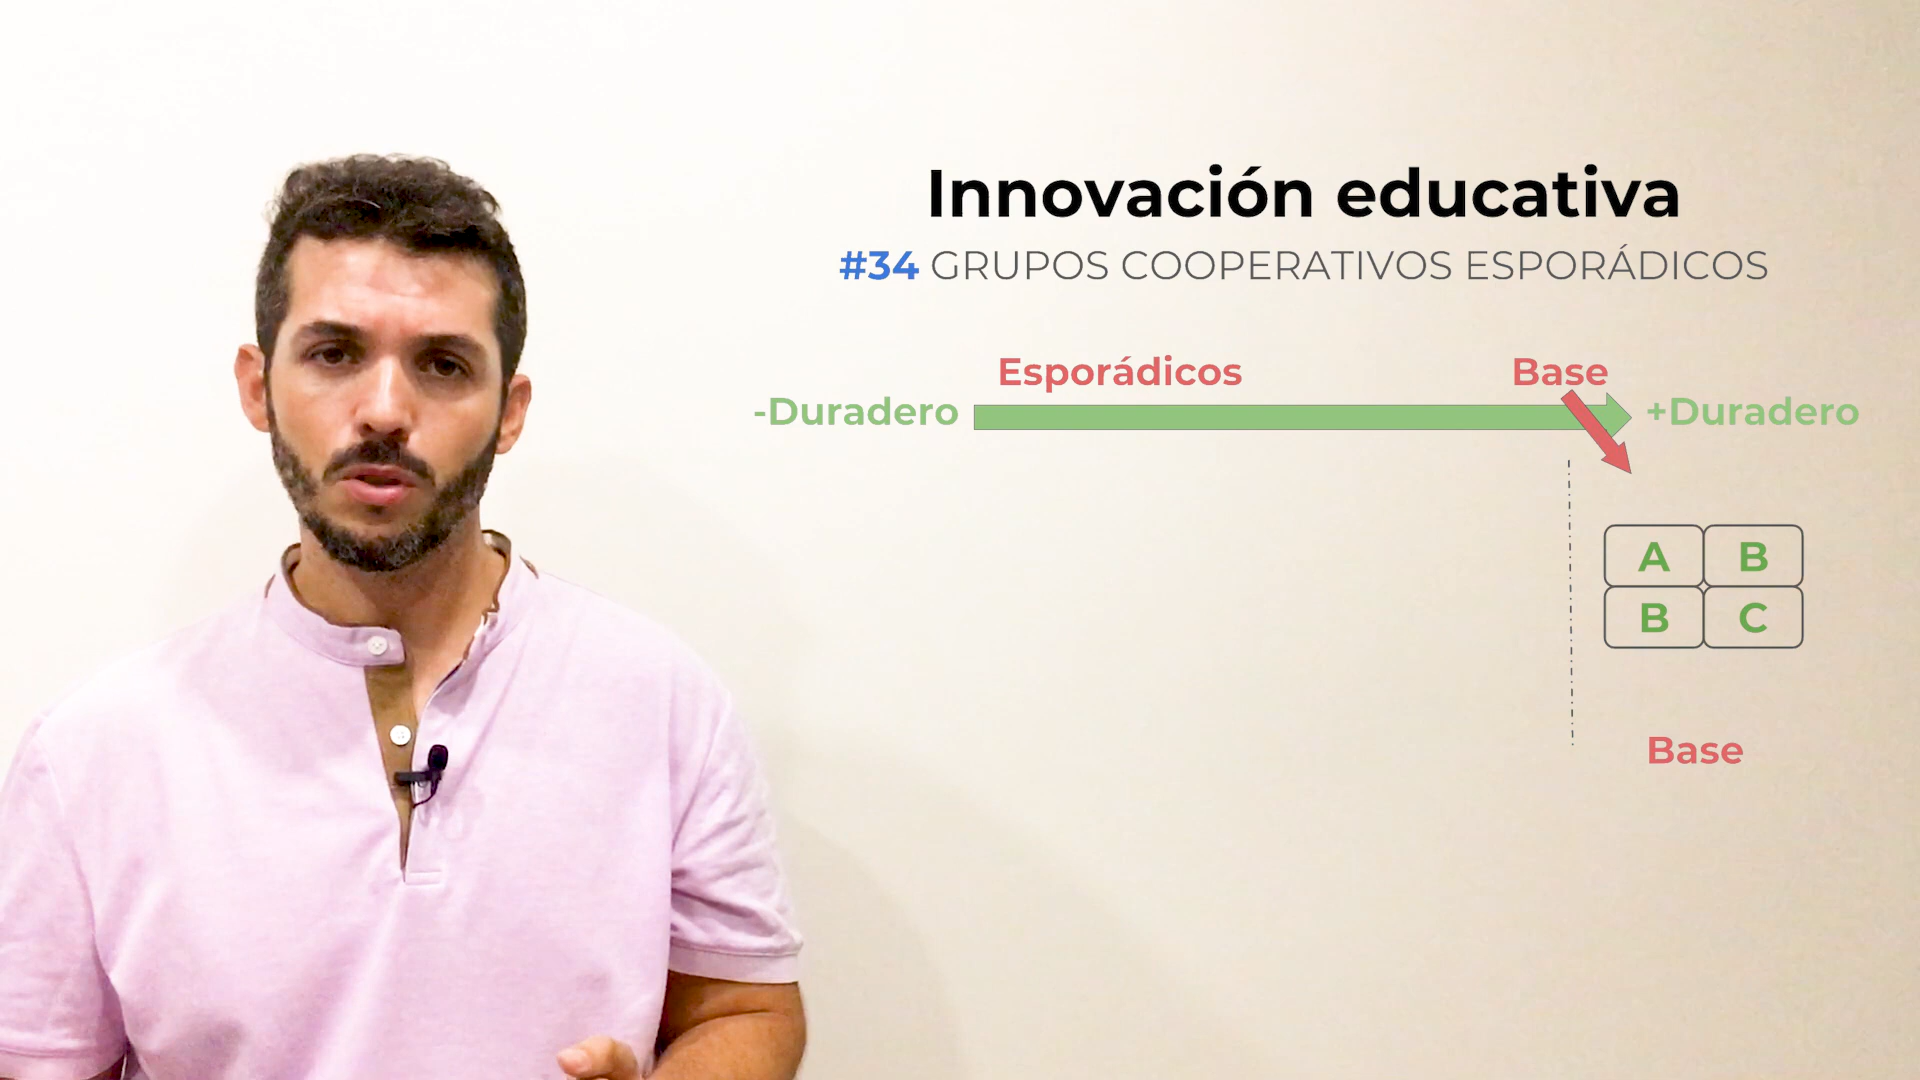 Innovación educativa
#34 GRUPOS COOPERATIVOS ESPORÁDICOS
Esporádicos Base
-Duradero +Duradero
A B
B C
Base